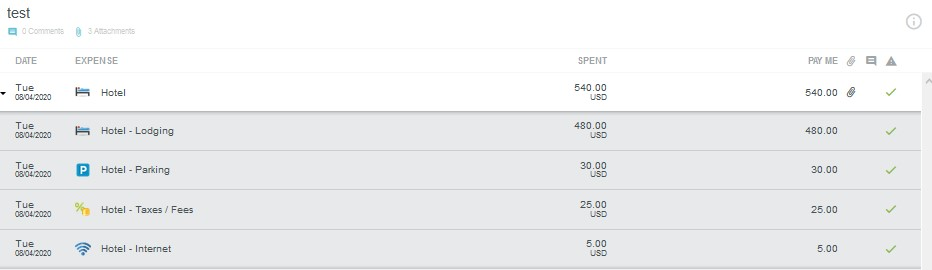 test
0 Comments 3 Attachments
DATE EXPENSE SPENT PAY ME
Tue Hotel 540.00 540.00
08/04/2020 USD
Tue Hotel - Lodging 480.00 480.00
08/04/2020 USD
P
Tue Hotel - Parking 30.00 30.00
08/04/2020 USD
Tue Hotel - Taxes / Fees 25.00 25.00
08/04/2020 USD
Tue Hotel - Internet 5.00 5.00
08/04/2020 USD